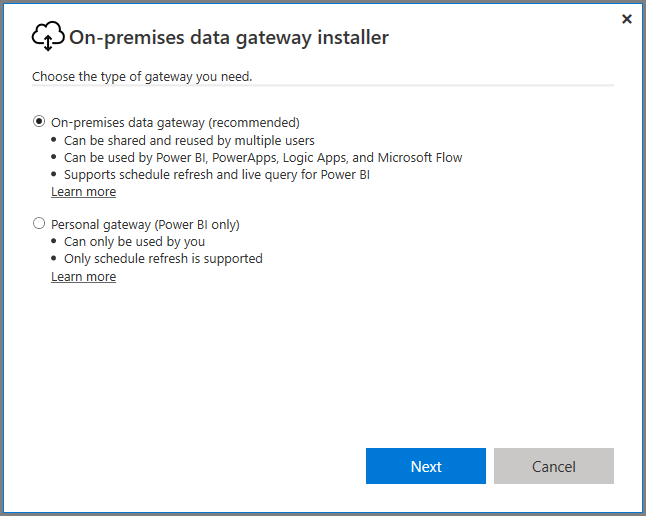 On-premises data gateway installer
Choose the type of gateway you need.
On-premises data gateway (recommended)
• Can be shared and reused by multiple users
• Can be used by Power BI, PowerApps, Logic Apps, and Microsoft Flow
• Supports schedule refresh and live query for Power BI
Learn more
Personal gateway (Power BI only)
• Can only be used by you
• Only schedule refresh is supported
Learn more
Next
Cancel